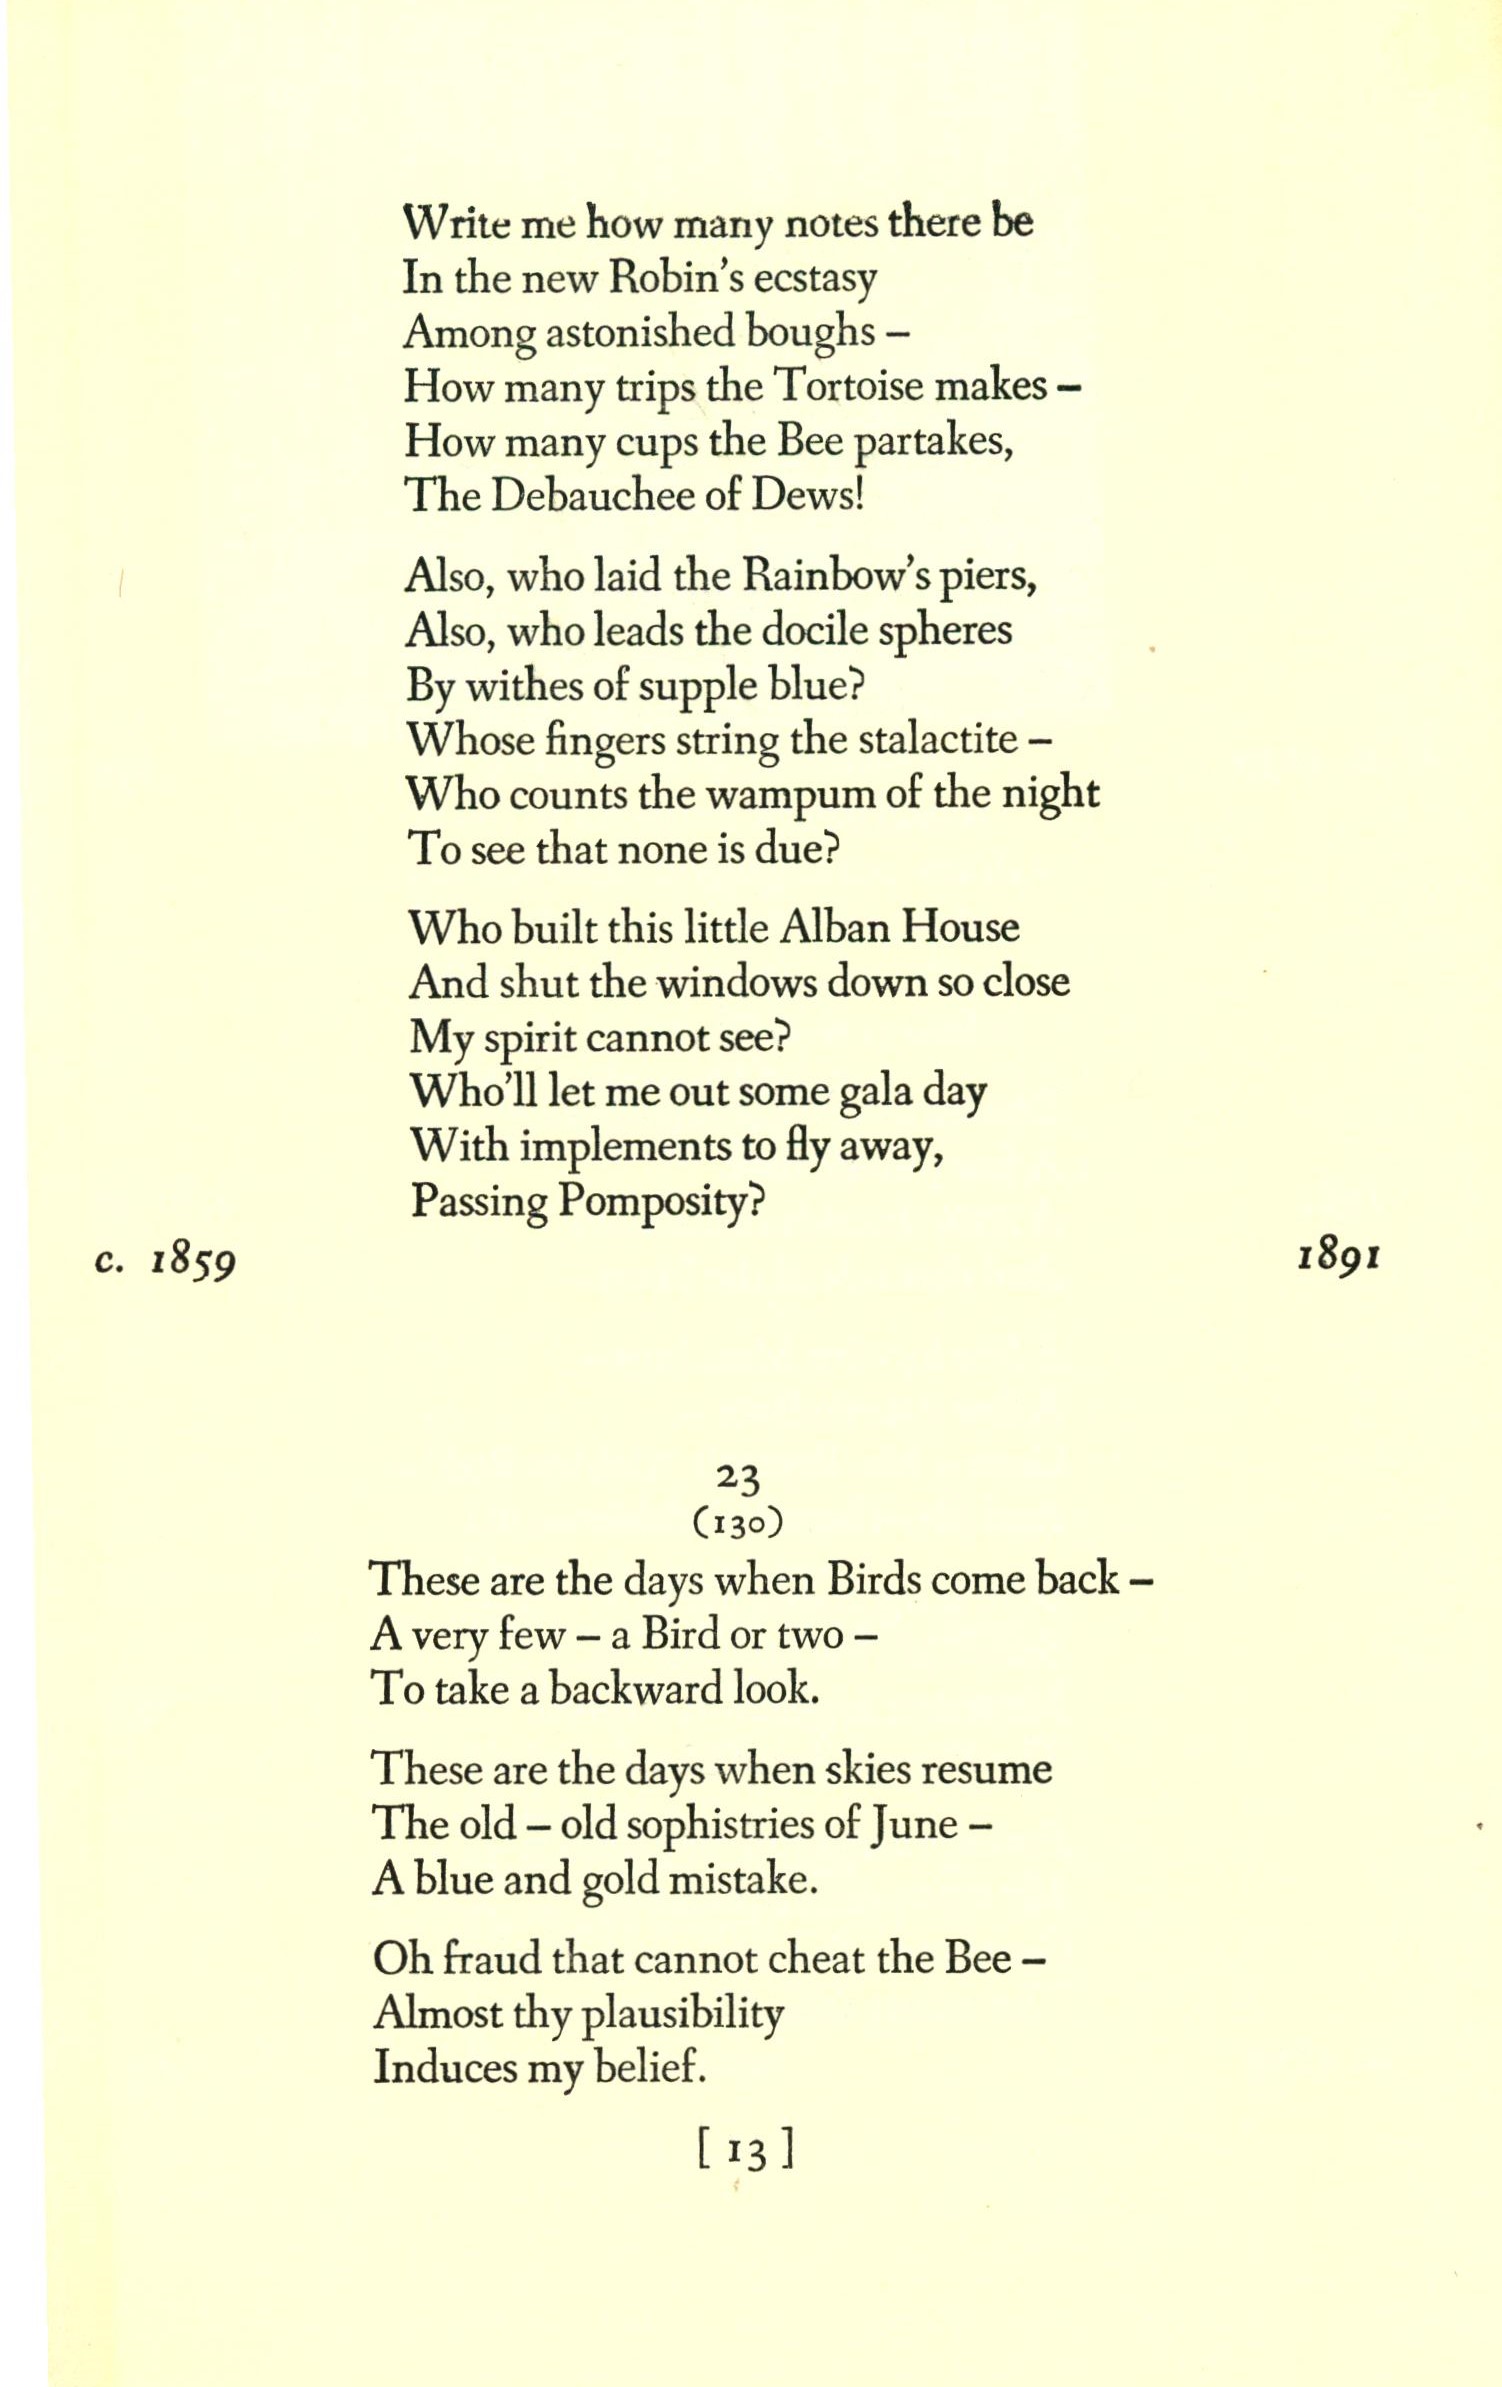 Write me how many notes there be
In the new Robin's ecstasy
Among astonished boughs –
How many trips the Tortoise makes –
How many cups the Bee partakes,
The Debauchee of Dews!
Also, who laid the Rainbow's piers,
Also, who leads the docile spheres
By withes of supple blue?
Whose fingers string the stalactite –
Who counts the wampum of the night
To see that none is due?
Who built this little Alban House
And shut the windows down so close
My spirit cannot see?
Who'll let me out some gala day
With implements to fly away,
Passing Pomposity?
c. 1859 1891
23
(130)
These are the days when Birds come back –
A very few – a Bird or two –
To take a backward look.
These are the days when skies resume
The old – old sophistries of June –
A blue and gold mistake.
Oh fraud that cannot cheat the Bee –
Almost thy plausibility
Induces my belief.
[ 13 ]